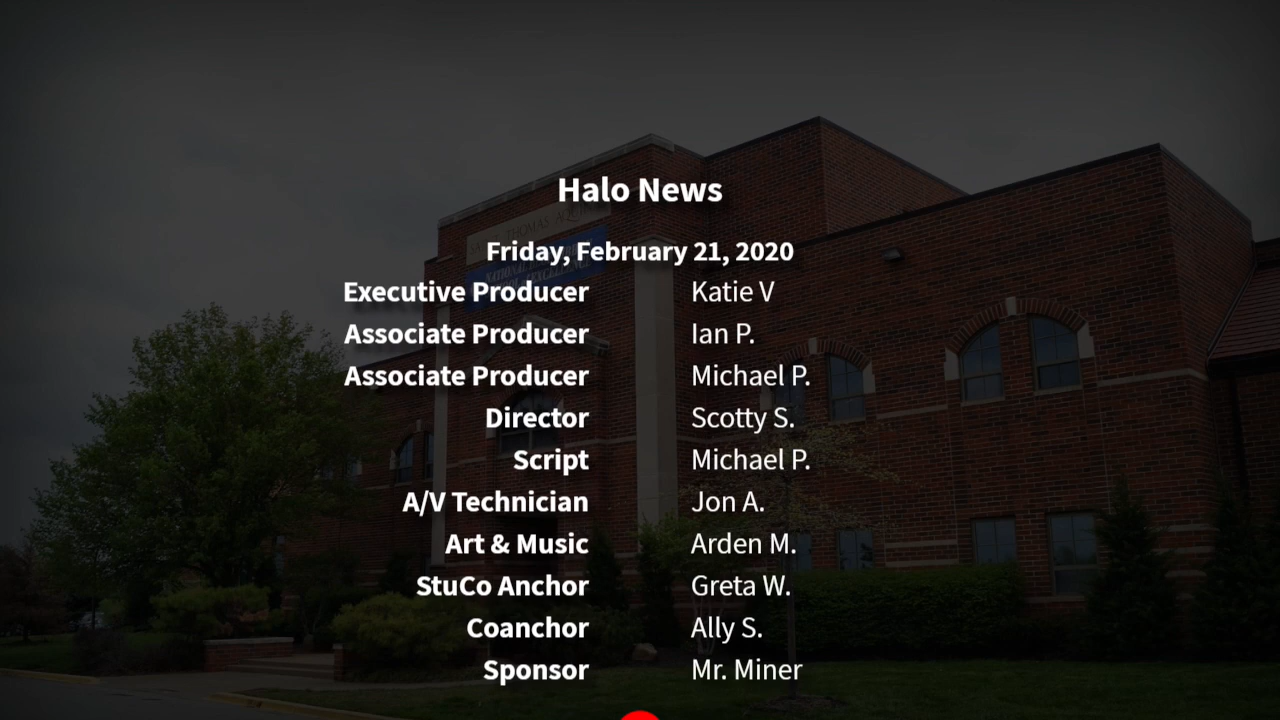 Halo News
Friday, February 21, 2020
Executive Producer Katie V
Associate Producer Ian P.
Associate Producer Michael P.
Director Scotty S.
Script Michael P.
A/V Technician Jon A.
Art & Music Arden M.
StuCo Anchor Greta W.
Coanchor Ally S.
Sponsor Mr. Miner